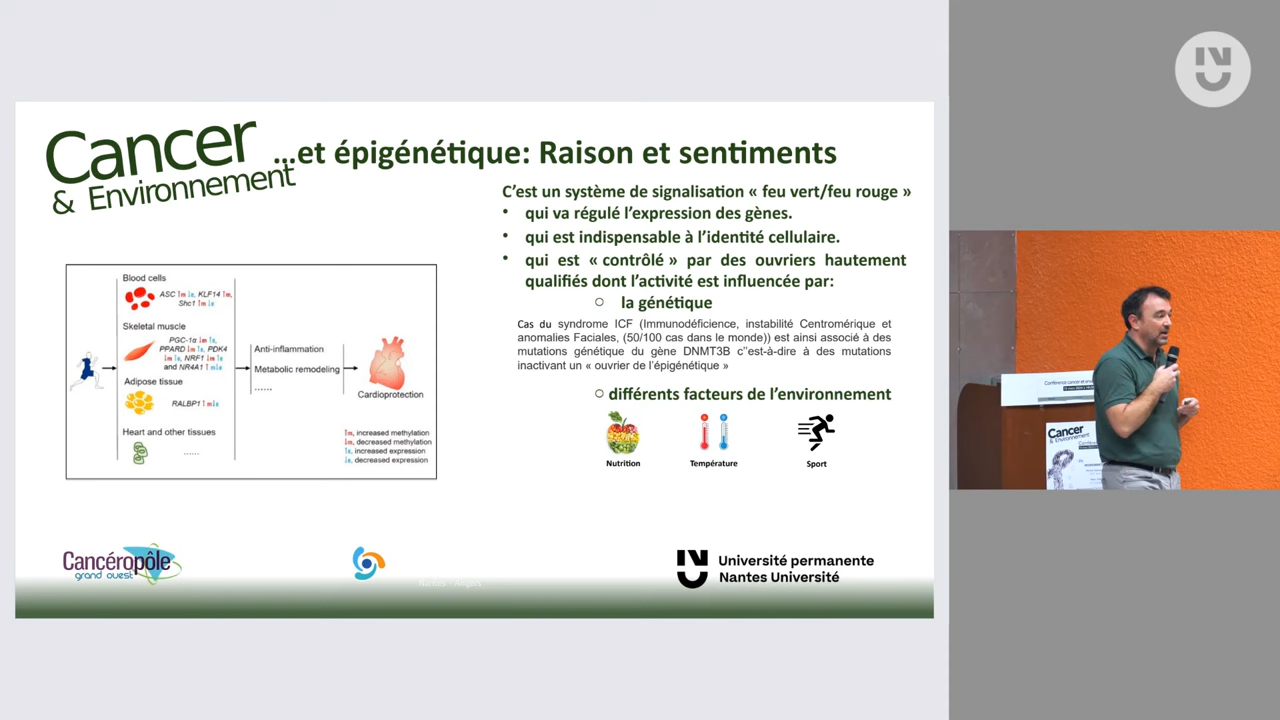 Cancer
& Environnement
...et épigénétique: Raison et sentiments
C'est un système de signalisation « feu vert/feu rouge »
• qui va régulé l'expression des gènes.
• qui est indispensable à l'identité cellulaire.
• qui est « contrôlé » par des ouvriers hautement
qualifiés dont l'activité est influencée par:
○ la génétique
Cas du syndrome ICF (Immunodéficience, instabilité Centromérique et
anomalies Faciales, (50/100 cas dans le monde)) est ainsi associé à des
mutations génétique du gène DNMT3B c''est-à-dire à des mutations
inactivant un « ouvrier de l'épigénétique »
○ différents facteurs de l'environnement
Nutrition
Température
Sport
Blood cells
ASC ↑m ↓e, KLF14 ↑m,
Shc1 ↑m ↓e
Skeletal muscle
PGC-1α ↓m ↑e,
PPARD ↓m ↑e, PDK4
↓m ↑e, NRF1 ↓m ↑e
and NR4A1 ↑m↓e
Adipose tissue
RALBP1 ↑m↓e
Heart and other tissues
......
Anti-inflammation
Metabolic remodeling
......
Cardioprotection
↑m, increased methylation
↓m, decreased methylation
↑e, increased expression
↓e, decreased expression
Cancéropôle
grand ouest
Nantes - Angers
Université permanente
Nantes Université
Cancer
& Environnement